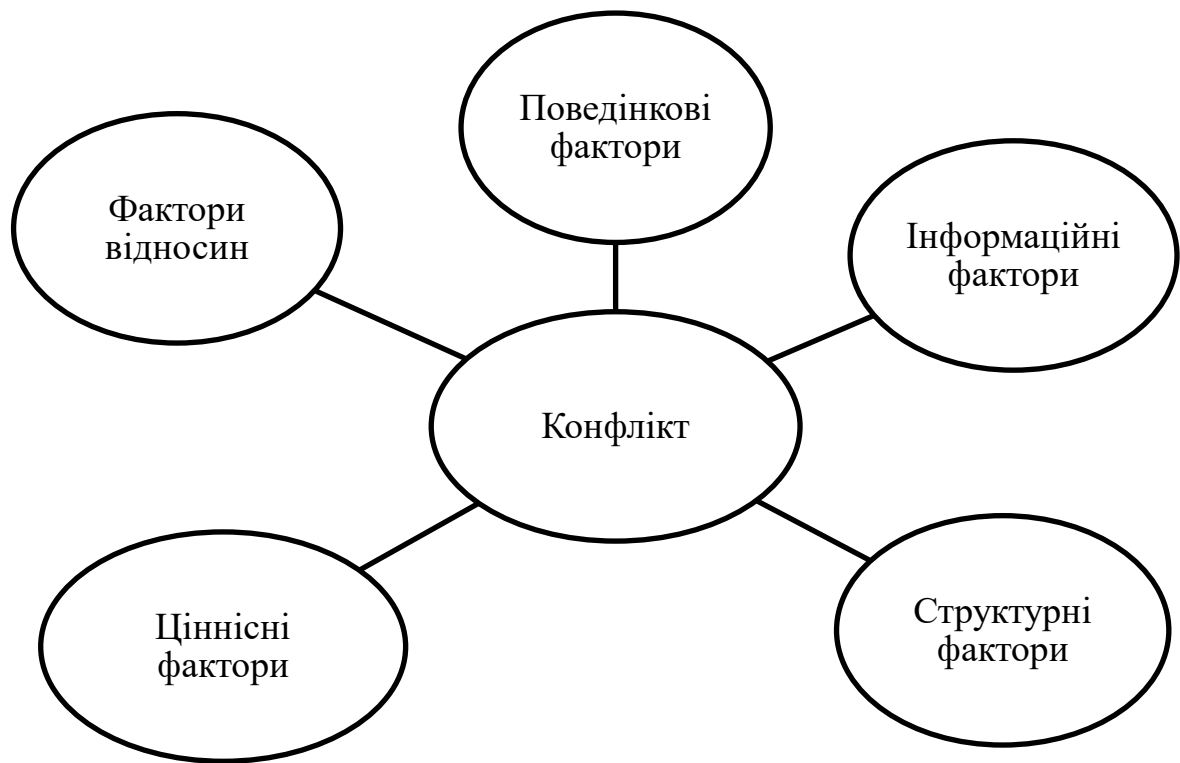 Поведінкові
фактори
Фактори
відносин
Інформаційні
фактори
Конфлікт
Ціннісні
фактори
Структурні
фактори